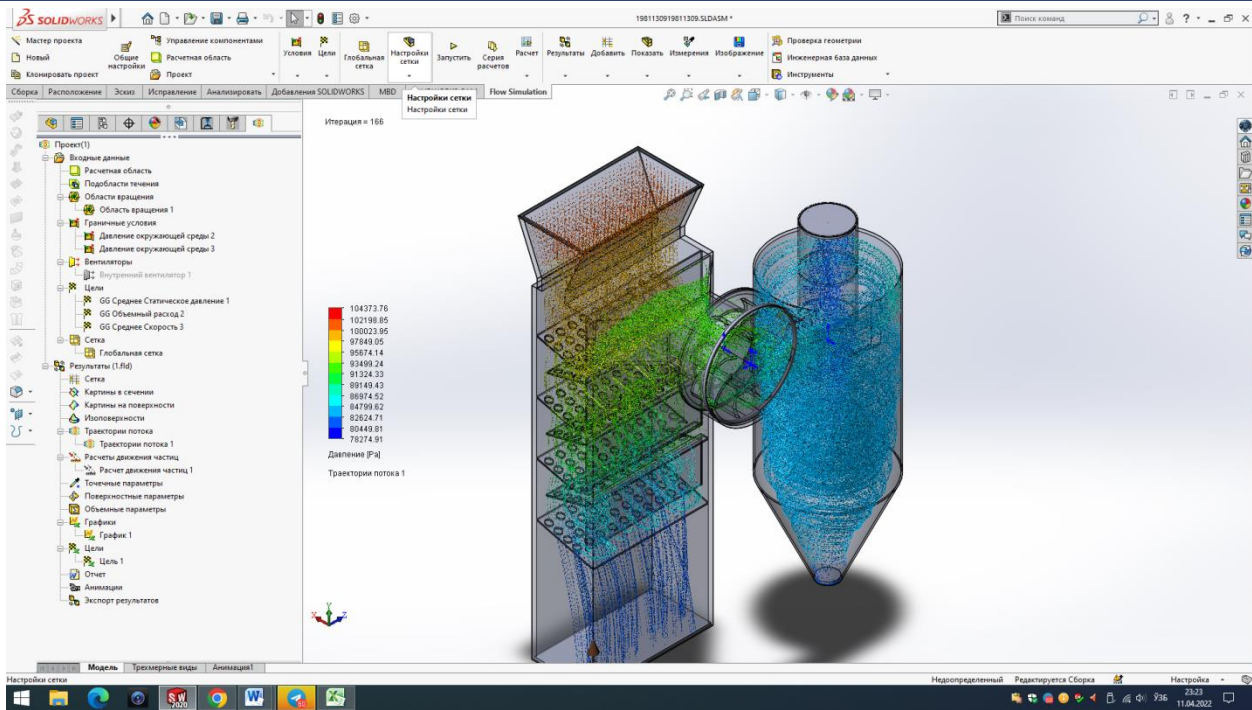 SOLIDWORKS
1981130919811309.SLDASM *
Поиск команд
Мастер проекта
Новый
Клонировать проект
Общие настройки
Управление компонентами
Расчетная область
Проект
Условия
Цели
Глобальная сетка
Настройки сетки
Запустить
Серия расчетов
Расчет
Результаты
Добавить
Показать
Измерения
Изображение
Проверка геометрии
Инженерная база данных
Инструменты
Сборка
Расположение
Эскиз
Исправление
Анализировать
Добавления SOLIDWORKS
MBD
Flow Simulation
Настройки сетки
Настройки сетки
Итерация = 166
Проект(1)
Входные данные
Расчетная область
Подобласти течения
Области вращения
Область вращения 1
Граничные условия
Давление окружающей среды 2
Давление окружающей среды 3
Вентиляторы
Внутренний вентилятор 1
Цели
GG Среднее Статическое давление 1
GG Объемный расход 2
GG Среднее Скорость 3
Сетка
Глобальная сетка
Результаты (1.fld)
Сетка
Картины в сечении
Картины на поверхности
Изоповерхности
Траектории потока
Траектории потока 1
Расчеты движения частиц
Расчет движения частиц 1
Точечные параметры
Поверхностные параметры
Объемные параметры
Графики
График 1
Цели
Цель 1
Отчет
Анимации
Экспорт результатов
104373.76
102198.85
100023.95
97849.05
95674.14
93499.24
91324.33
89149.43
86974.52
84799.62
82624.71
80449.81
78274.91
Давление [Pa]
Траектории потока 1
Y
X
Z
Модель
Трехмерные виды
Анимация1
Настройки сетки
Недоопределенный
Редактируется Сборка
Настройка
SW
2020
ЎЗБ
23:23
11.04.2022